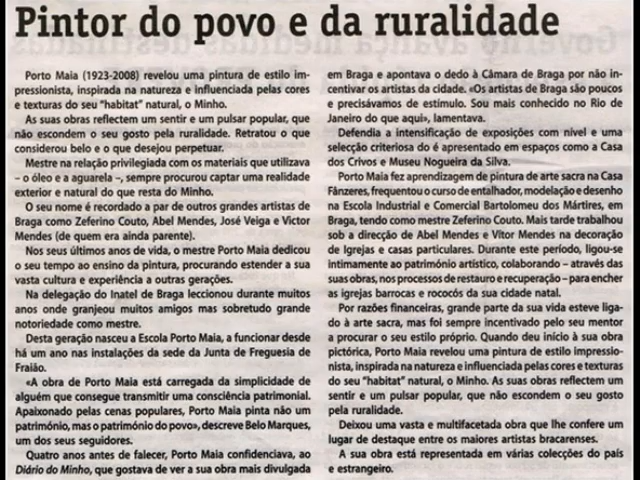 Pintor do povo e da ruralidade
Porto Maia (1923-2008) revelou uma pintura de estilo im-
pressionista, inspirada na natureza e influenciada pelas cores
e texturas do seu "habitat" natural, o Minho.
As suas obras reflectem um sentir e um pulsar popular, que
não escondem o seu gosto pela ruralidade. Retratou o que
considerou belo e o que desejou perpetuar.
Mestre na relação privilegiada com os materiais que utilizava
– o óleo e a aguarela –, sempre procurou captar uma realidade
exterior e natural do que resta do Minho.
O seu nome é recordado a par de outros grandes artistas de
Braga como Zeferino Couto, Abel Mendes, José Veiga e Victor
Mendes (de quem era ainda parente).
Nos seus últimos anos de vida, o mestre Porto Maia dedicou
o seu tempo ao ensino da pintura, procurando estender a sua
vasta cultura e experiência a outras gerações.
Na delegação do Inatel de Braga leccionou durante muitos
anos onde granjeou muitos amigos mas sobretudo grande
notoriedade como mestre.
Desta geração nasceu a Escola Porto Maia, a funcionar desde
há um ano nas instalações da sede da Junta de Freguesia de
Fraião.
«A obra de Porto Maia está carregada da simplicidade de
alguém que consegue transmitir uma consciência patrimonial.
Apaixonado pelas cenas populares, Porto Maia pinta não um
património, mas o património do povo», descreve Belo Marques,
um dos seus seguidores.
Quatro anos antes de falecer, Porto Maia confidenciava, ao
Diário do Minho, que gostava de ver a sua obra mais divulgada
em Braga e apontava o dedo à Câmara de Braga por não in-
centivar os artistas da cidade. «Os artistas de Braga são poucos
e precisávamos de estímulo. Sou mais conhecido no Rio de
Janeiro do que aqui», lamentava.
Defendia a intensificação de exposições com nível e uma
selecção criteriosa do é apresentado em espaços como a Casa
dos Crivos e Museu Nogueira da Silva.
Porto Maia fez aprendizagem de pintura de arte sacra na Casa
Fânzeres, frequentou o curso de entalhador, modelação e desenho
na Escola Industrial e Comercial Bartolomeu dos Mártires, em
Braga, tendo como mestre Zeferino Couto. Mais tarde trabalhou
sob a direcção de Abel Mendes e Vítor Mendes na decoração
de Igrejas e casas particulares. Durante este período, ligou-se
intimamente ao património artístico, colaborando – através das
suas obras, nos processos de restauro e recuperação – para encher
as igrejas barrocas e rococós da sua cidade natal.
Por razões financeiras, grande parte da sua vida esteve liga-
do à arte sacra, mas foi sempre incentivado pelo seu mentor
a procurar o seu estilo próprio. Quando deu início à sua obra
pictórica, Porto Maia revelou uma pintura de estilo impressio-
nista, inspirada na natureza e influenciada pelas cores e texturas
do seu "habitat" natural, o Minho. As suas obras reflectem um
sentir e um pulsar popular, que não escondem o seu gosto
pela ruralidade.
Deixou uma vasta e multifacetada obra que lhe confere um
lugar de destaque entre os maiores artistas bracarenses.
A sua obra está representada em várias colecções do país
e estrangeiro.